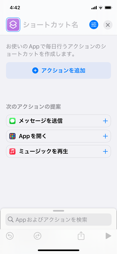 4:42
ショートカット名
お使いのAppで毎日行うアクションの
ショートカットを作成します。
アクションを追加
次のアクションの提案
メッセージを送信
Appを開く
ミュージックを再生
Appおよびアクションを検索